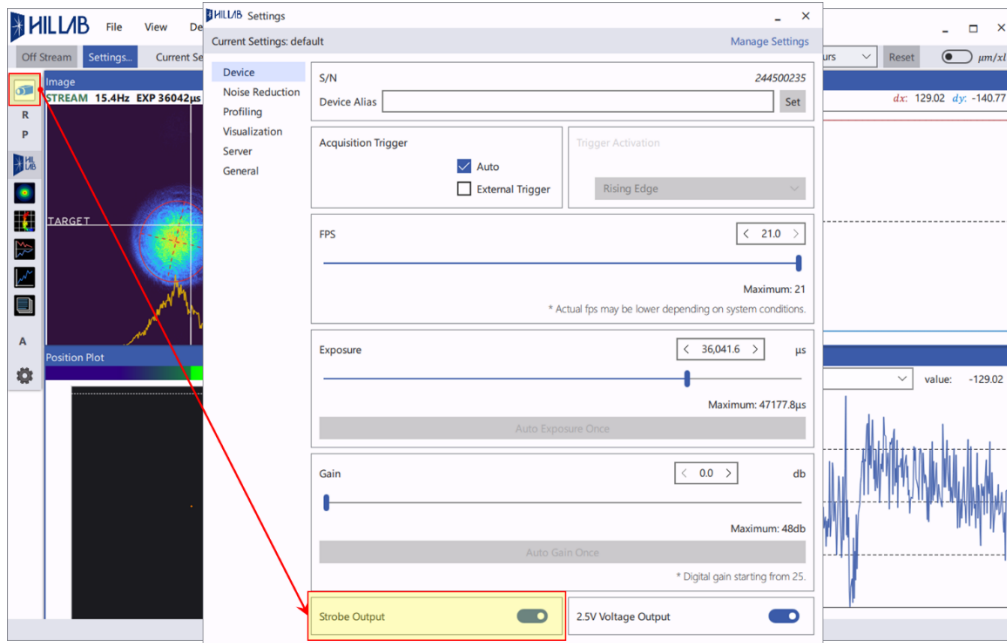 HILLAB File View De
Off Stream Settings... Current Se
Image
STREAM 15.4Hz EXP 36042μs
R
P
HIL
LAB
TARGET
A
Position Plot
HILLAB Settings
Current Settings: default Manage Settings
Device
Noise Reduction
Profiling
Visualization
Server
General
S/N 244500235
Device Alias Set
Acquisition Trigger
Auto
External Trigger
Trigger Activation
Rising Edge
FPS 21.0
Maximum: 21
* Actual fps may be lower depending on system conditions.
Exposure 36,041.6 μs
Maximum: 47177.8μs
Auto Exposure Once
Gain 0.0 db
Maximum: 48db
Auto Gain Once
* Digital gain starting from 25.
Strobe Output
2.5V Voltage Output
urs Reset μm/xl
dx: 129.02 dy: -140.77
value: -129.02